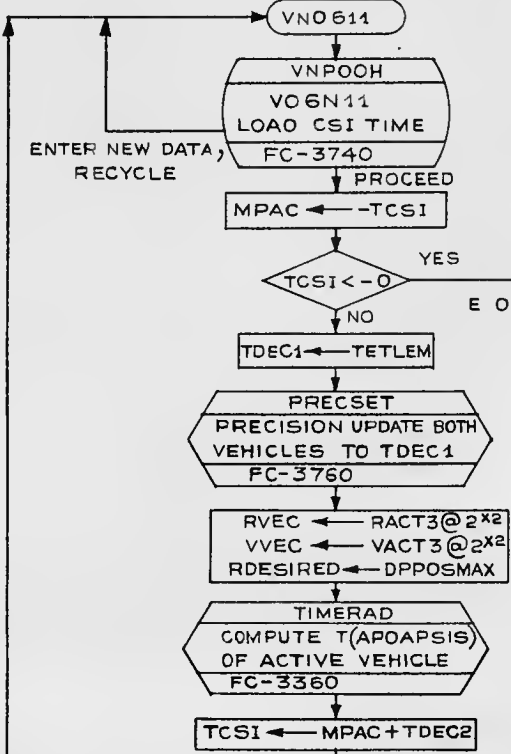 VN0611
VNPOOH
VO6N11
LOAO CSI TIME
FC-3740
ENTER NEW DATA,
RECYCLE
PROCEED
MPAC ← -TCSI
TCSI < -0
YES
E O
NO
TDEC1 ← TETLEM
PRECSET
PRECISION UPDATE BOTH
VEHICLES TO TDEC1
FC-3760
RVEC ← RACT3@2^X2
VVEC ← VACT3@2^X2
RDESIRED ← DPPOSMAX
TIMERAD
COMPUTE T(APOAPSIS)
OF ACTIVE VEHICLE
FC-3360
TCSI ← MPAC+TDEC2